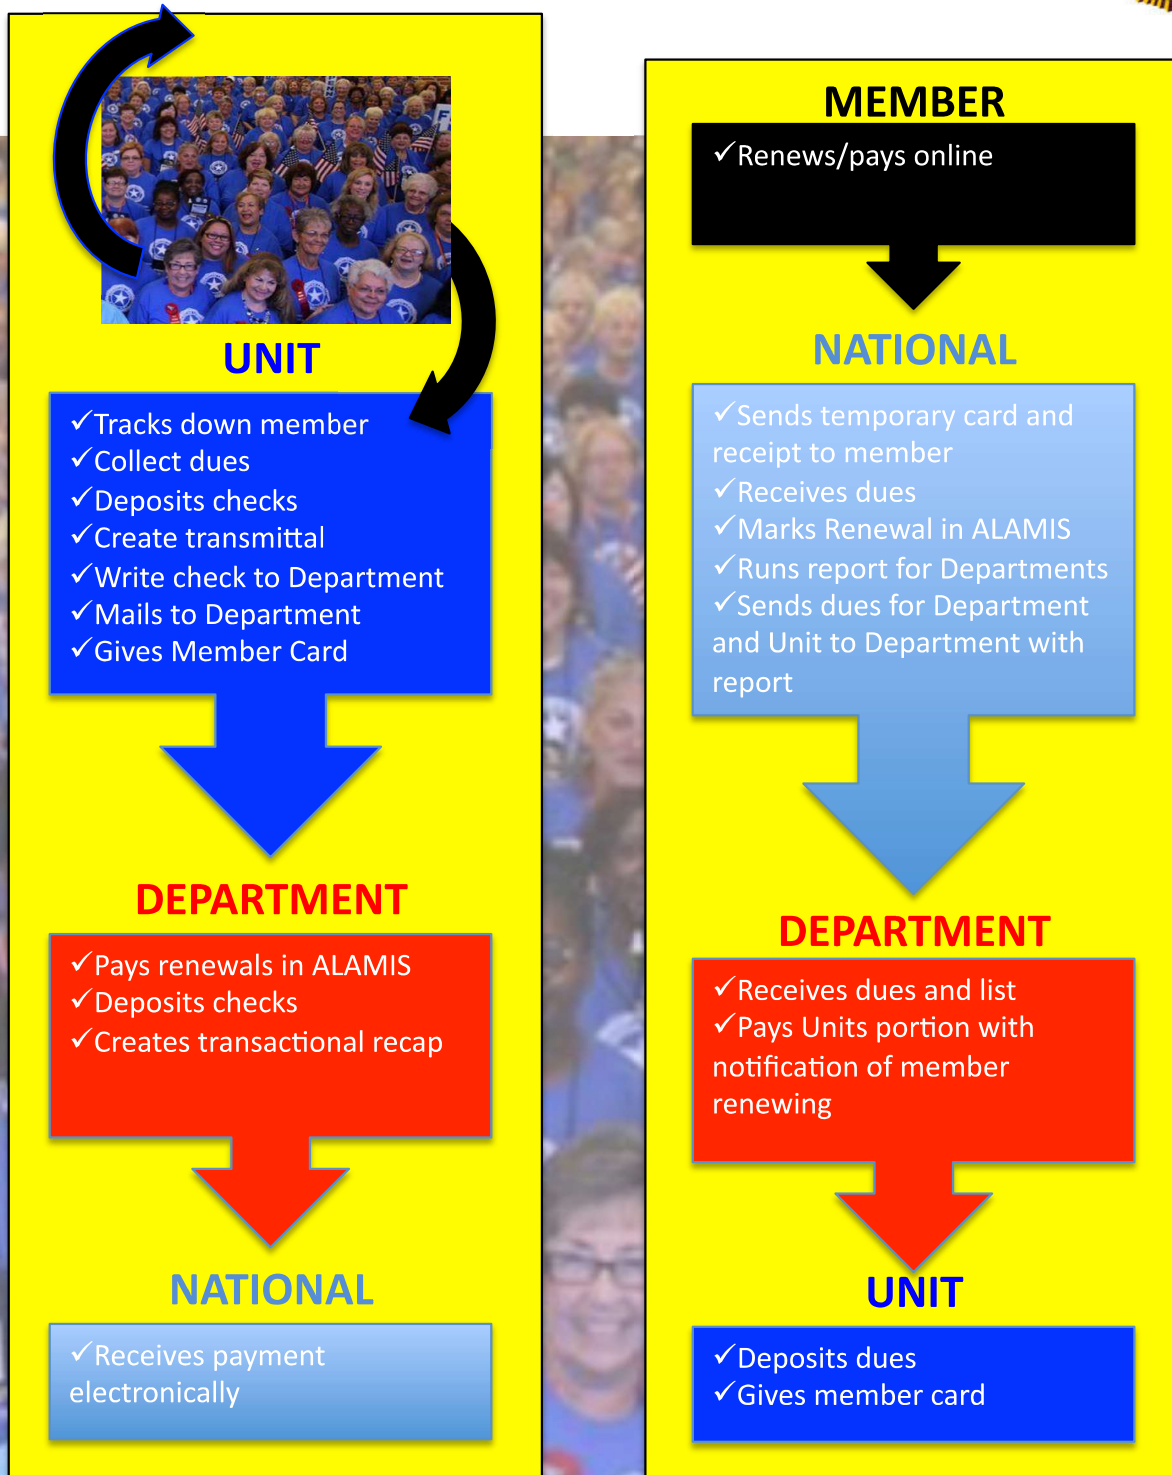 UNIT
✓Tracks down member
✓Collect dues
✓Deposits checks
✓Create transmittal
✓Write check to Department
✓Mails to Department
✓Gives Member Card
DEPARTMENT
✓Pays renewals in ALAMIS
✓Deposits checks
✓Creates transactional recap
NATIONAL
✓Receives payment
electronically
MEMBER
✓Renews/pays online
NATIONAL
✓Sends temporary card and
receipt to member
✓Receives dues
✓Marks Renewal in ALAMIS
✓Runs report for Departments
✓Sends dues for Department
and Unit to Department with
report
DEPARTMENT
✓Receives dues and list
✓Pays Units portion with
notification of member
renewing
UNIT
✓Deposits dues
✓Gives member card